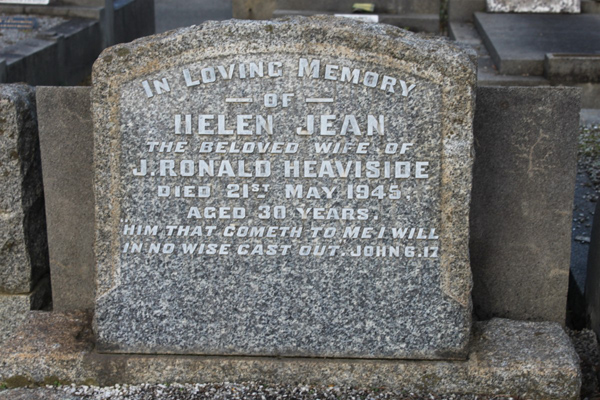 IN LOVING MEMORY
OF
HELEN JEAN
THE BELOVED WIFE OF
J. RONALD HEAVISIDE
DIED 21ST MAY 1945.
AGED 30 YEARS.
HIM, THAT COMETH TO ME I WILL
IN NO WISE CAST OUT. JOHN 6.17